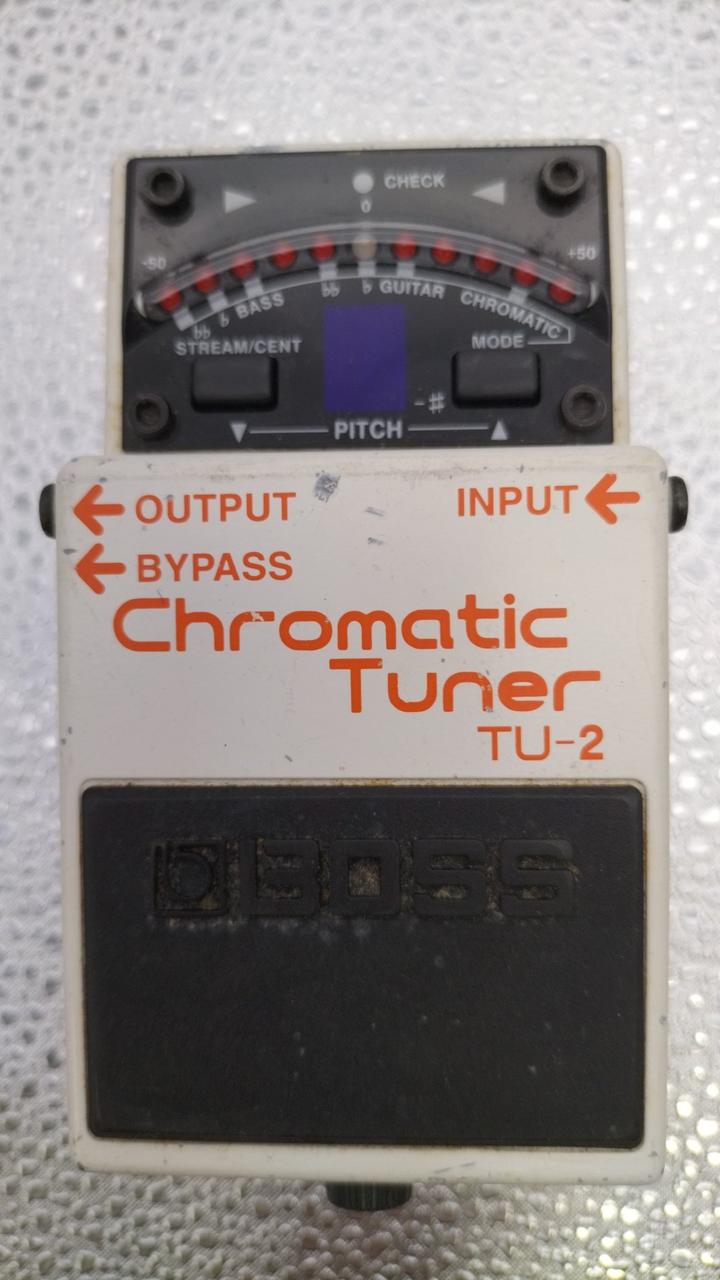 CHECK
0
-50 +50
♭♭ ♭ BASS ♭♭ ♭ GUITAR CHROMATIC
STREAM/CENT MODE
-#
▼ PITCH ▲
← OUTPUT INPUT ←
← BYPASS
Chromatic
Tuner
TU-2
BOSS